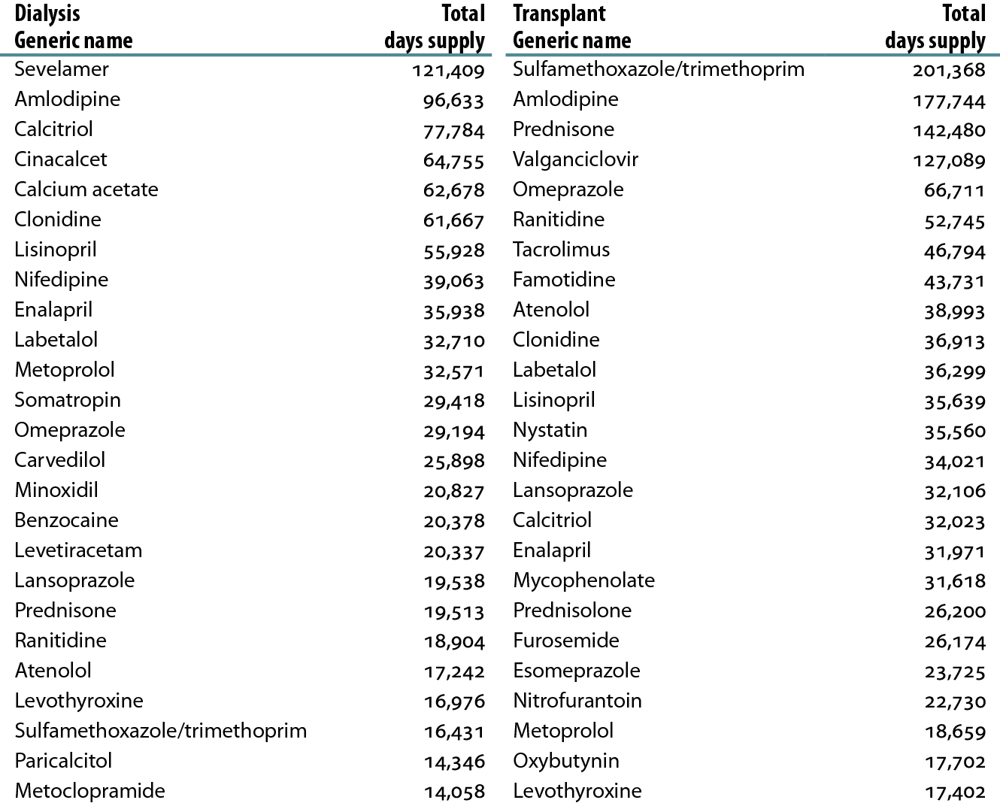 Dialysis Total Transplant Total
Generic name days supply Generic name days supply
Sevelamer 121,409 Sulfamethoxazole/trimethoprim 201,368
Amlodipine 96,633 Amlodipine 177,744
Calcitriol 77,784 Prednisone 142,480
Cinacalcet 64,755 Valganciclovir 127,089
Calcium acetate 62,678 Omeprazole 66,711
Clonidine 61,667 Ranitidine 52,745
Lisinopril 55,928 Tacrolimus 46,794
Nifedipine 39,063 Famotidine 43,731
Enalapril 35,938 Atenolol 38,993
Labetalol 32,710 Clonidine 36,913
Metoprolol 32,571 Labetalol 36,299
Somatropin 29,418 Lisinopril 35,639
Omeprazole 29,194 Nystatin 35,560
Carvedilol 25,898 Nifedipine 34,021
Minoxidil 20,827 Lansoprazole 32,106
Benzocaine 20,378 Calcitriol 32,023
Levetiracetam 20,337 Enalapril 31,971
Lansoprazole 19,538 Mycophenolate 31,618
Prednisone 19,513 Prednisolone 26,200
Ranitidine 18,904 Furosemide 26,174
Atenolol 17,242 Esomeprazole 23,725
Levothyroxine 16,976 Nitrofurantoin 22,730
Sulfamethoxazole/trimethoprim 16,431 Metoprolol 18,659
Paricalcitol 14,346 Oxybutynin 17,702
Metoclopramide 14,058 Levothyroxine 17,402